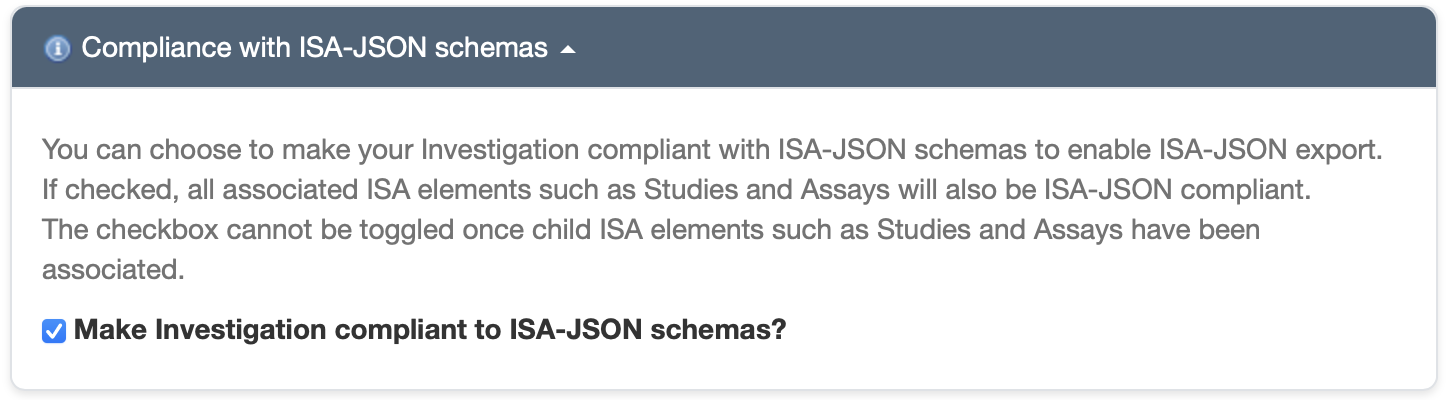 Compliance with ISA-JSON schemas
You can choose to make your Investigation compliant with ISA-JSON schemas to enable ISA-JSON export.
If checked, all associated ISA elements such as Studies and Assays will also be ISA-JSON compliant.
The checkbox cannot be toggled once child ISA elements such as Studies and Assays have been
associated.
Make Investigation compliant to ISA-JSON schemas?